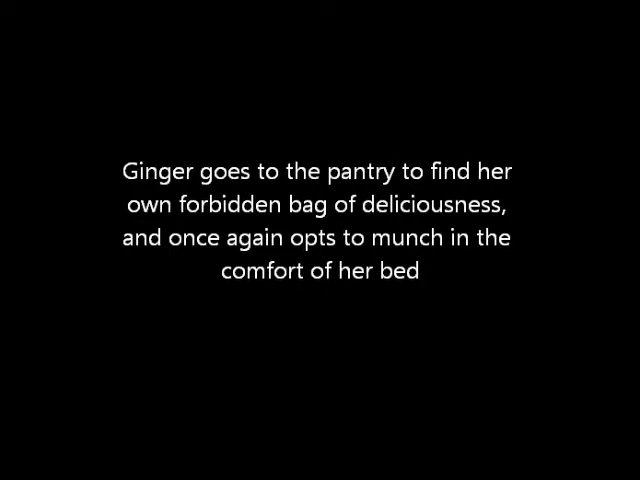 Ginger goes to the pantry to find her
own forbidden bag of deliciousness,
and once again opts to munch in the
comfort of her bed